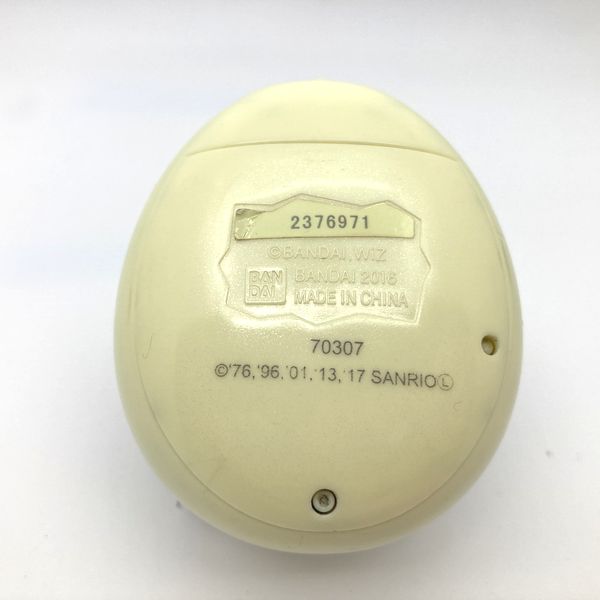 2376971
©BANDAI, WIZ
BAN
DAI
BANDAI 2016
MADE IN CHINA
70307
©'76,'96,'01,'13,'17 SANRIO Ⓛ